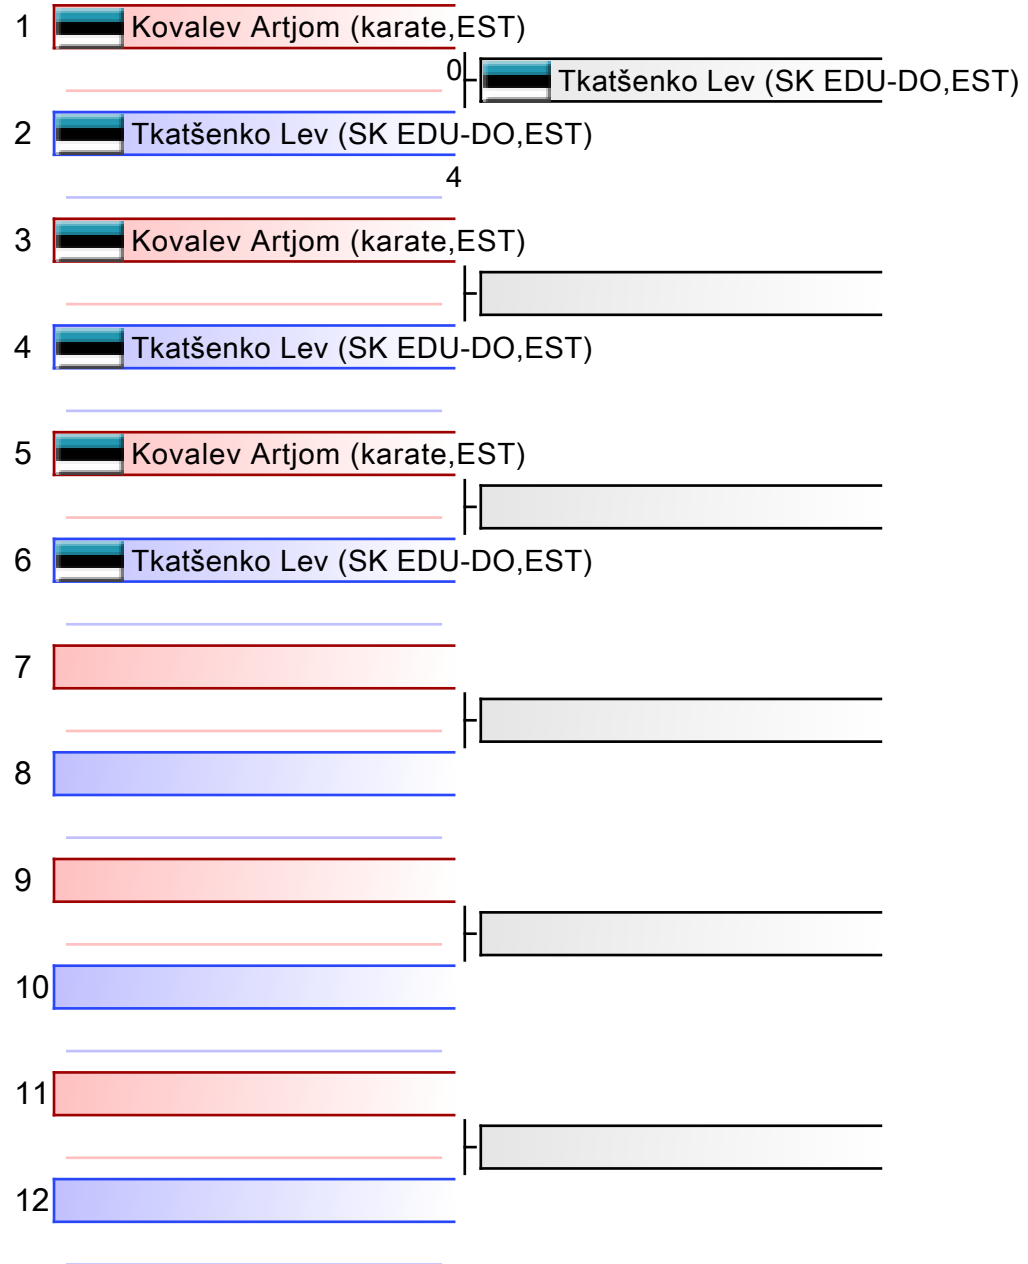 1 Kovalev Artjom (karate,EST)
0 Tkatšenko Lev (SK EDU-DO,EST)
2 Tkatšenko Lev (SK EDU-DO,EST)
4
3 Kovalev Artjom (karate,EST)
4 Tkatšenko Lev (SK EDU-DO,EST)
5 Kovalev Artjom (karate,EST)
6 Tkatšenko Lev (SK EDU-DO,EST)
7
8
9
10
11
12